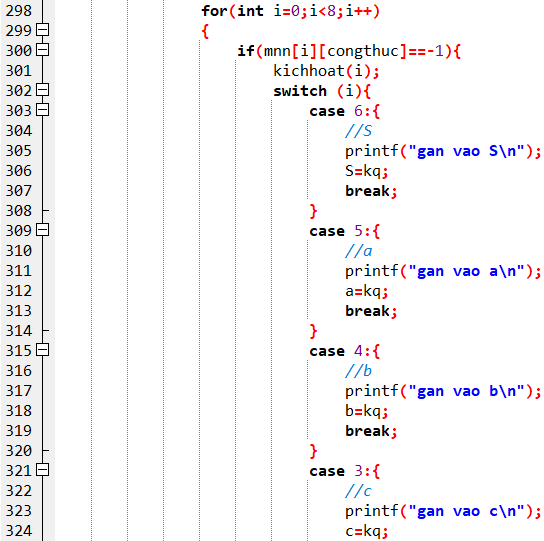 298 for(int i=0;i<8;i++)
299 {
300 if(mnn[i][congthuc]==-1){
301 kichhoat(i);
302 switch (i){
303 case 6:{
304 //S
305 printf("gan vao S\n");
306 S=kq;
307 break;
308 }
309 case 5:{
310 //a
311 printf("gan vao a\n");
312 a=kq;
313 break;
314 }
315 case 4:{
316 //b
317 printf("gan vao b\n");
318 b=kq;
319 break;
320 }
321 case 3:{
322 //c
323 printf("gan vao c\n");
324 c=kq;